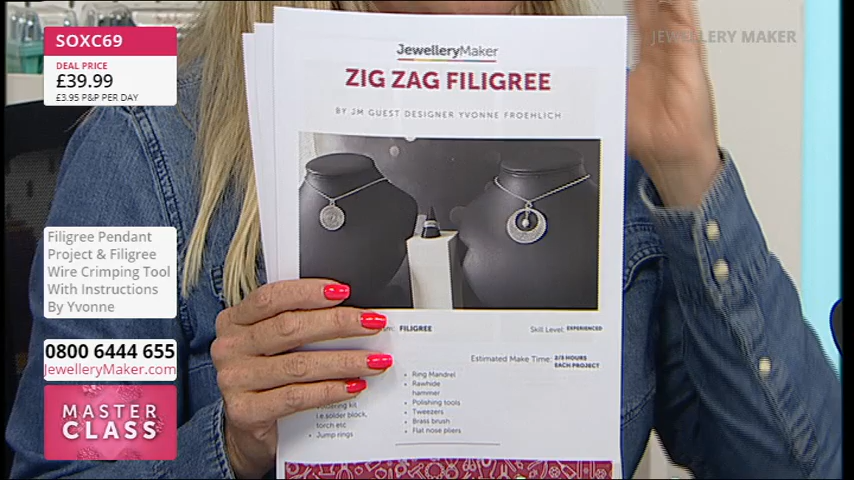 SOXC69
DEAL PRICE
£39.99
£3.95 P&P PER DAY
Filigree Pendant
Project & Filigree
Wire Crimping Tool
With Instructions
By Yvonne
0800 6444 655
JewelleryMaker.com
MASTER
CLASS
JEWELLERY MAKER
JewelleryMaker
ZIG ZAG FILIGREE
BY JM GUEST DESIGNER YVONNE FROEHLICH
FILIGREE
Skill Level: EXPERIENCED
Estimated Make Time: 2/3 HOURS
EACH PROJECT
i.e solder block,
torch etc
• Jump rings
• Ring Mandrel
• Rawhide
hammer
• Polishing tools
• Tweezers
• Brass brush
• Flat nose pliers